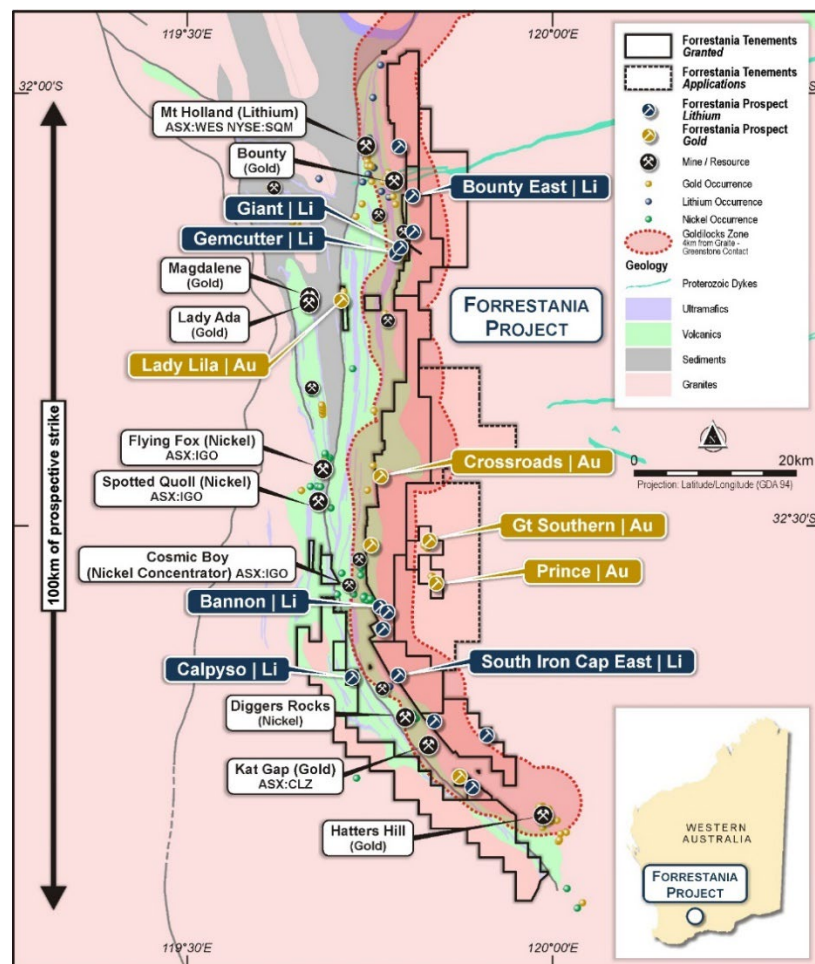 119°30'E
120°00'E
32°00'S
Mt Holland (Lithium)
ASX:WES NYSE:SQM
Bounty
(Gold)
Bounty East | Li
Giant | Li
Gemcutter | Li
Magdalene
(Gold)
Lady Ada
(Gold)
FORRESTANIA
PROJECT
Lady Lila | Au
100km of prospective strike
Flying Fox (Nickel)
ASX:IGO
Crossroads | Au
Spotted Quoll (Nickel)
ASX:IGO
Gt Southern | Au
Cosmic Boy
(Nickel Concentrator) ASX:IGO
Prince | Au
Bannon | Li
South Iron Cap East | Li
Calpyso | Li
Diggers Rocks
(Nickel)
Kat Gap (Gold)
ASX:CLZ
Hatters Hill
(Gold)
119°30'E
120°00'E
Forrestania Tenements
Granted
Forrestania Tenements
Applications
Forrestania Prospect
Lithium
Forrestania Prospect
Gold
Mine / Resource
Gold Occurrence
Lithium Occurrence
Nickel Occurrence
Goldilocks Zone
4km from Graite -
Greenstone Contact
Geology
Proterozoic Dykes
Ultramafics
Volcanics
Sediments
Granites
0
20km
Projection: Latitude/Longitude (GDA 94)
32°30'S
WESTERN
AUSTRALIA
FORRESTANIA
PROJECT